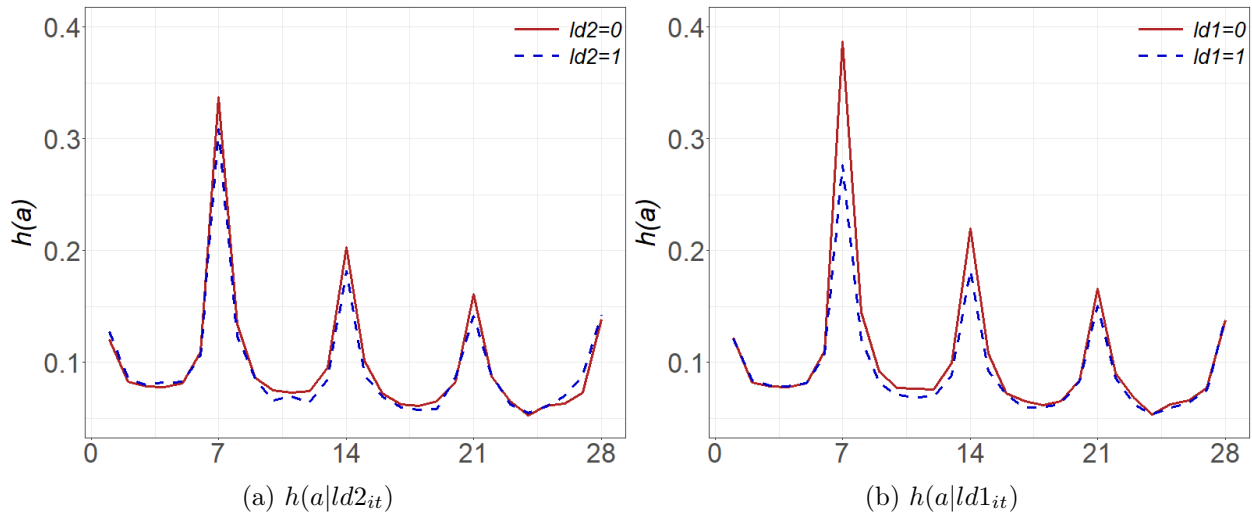 0.4
0.3
0.2
0.1
h(a)
ld2=0
ld2=1
0 7 14 21 28
(a) h(a|ld2it)
0.4
0.3
0.2
0.1
h(a)
ld1=0
ld1=1
0 7 14 21 28
(b) h(a|ld1it)